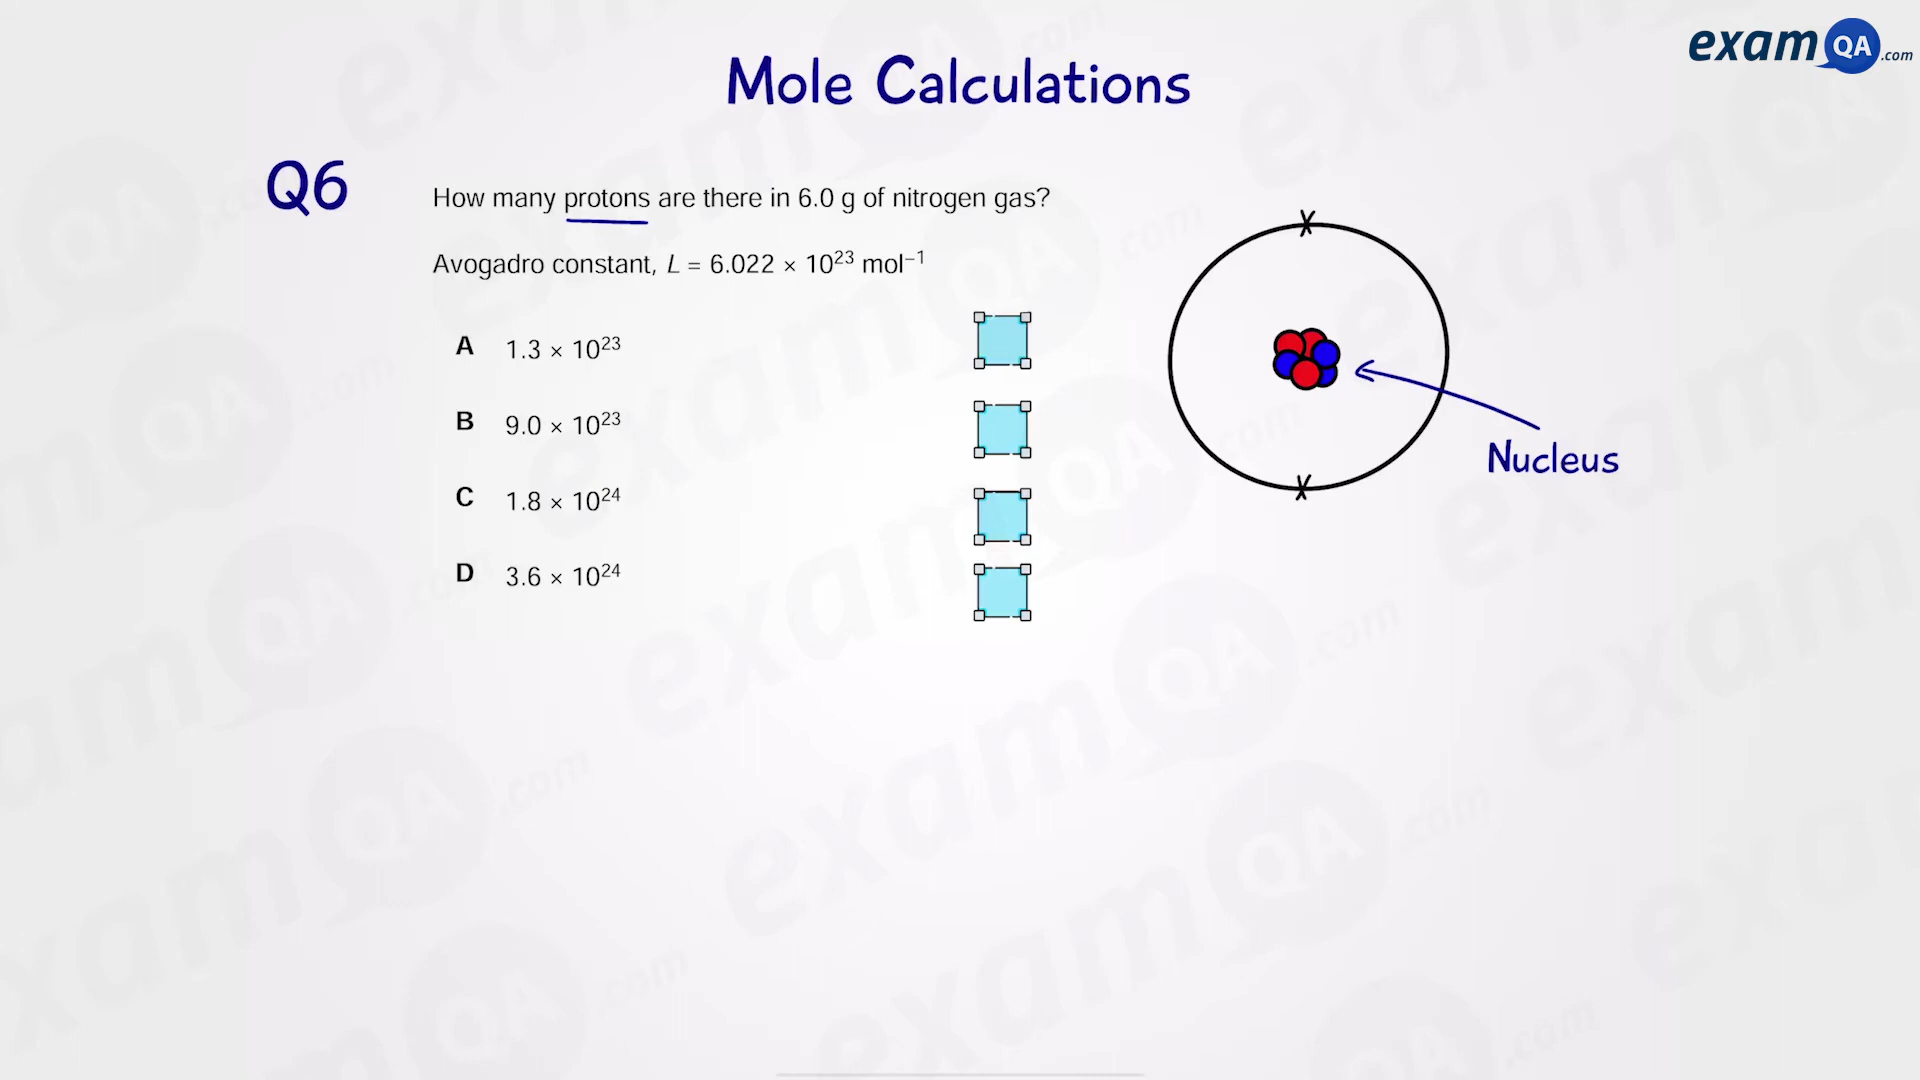 examQA.com
Mole Calculations
Q6
How many protons are there in 6.0 g of nitrogen gas?
Avogadro constant, L = 6.022 × 10²³ mol⁻¹
A 1.3 × 10²³
B 9.0 × 10²³
C 1.8 × 10²⁴
D 3.6 × 10²⁴
Nucleus